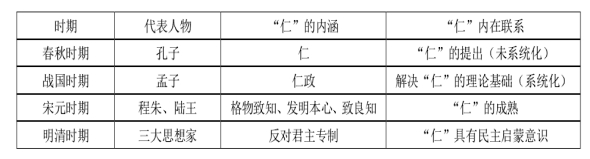 时期 代表人物 “仁”的内涵 “仁”内在联系
春秋时期 孔子 仁 “仁”的提出（未系统化）
战国时期 孟子 仁政 解决“仁”的理论基础（系统化）
宋元时期 程朱、陆王 格物致知、发明本心、致良知 “仁”的成熟
明清时期 三大思想家 反对君主专制 “仁”具有民主启蒙意识